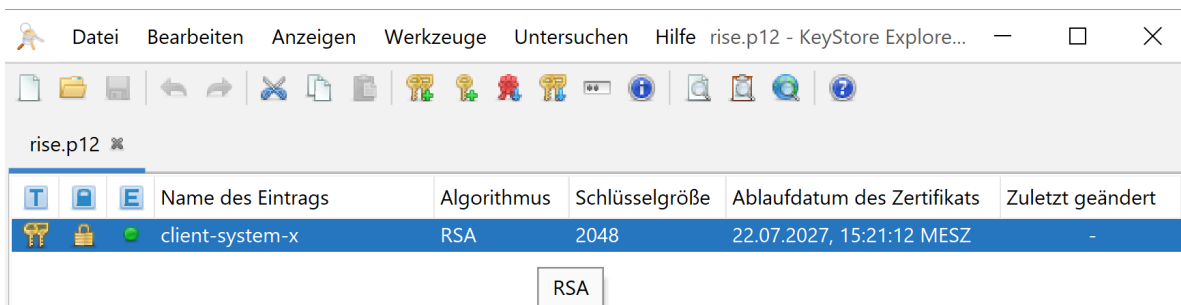 Datei Bearbeiten Anzeigen Werkzeuge Untersuchen Hilfe rise.p12 - KeyStore Explore...
rise.p12
T E Name des Eintrags Algorithmus Schlüsselgröße Ablaufdatum des Zertifikats Zuletzt geändert
client-system-x RSA 2048 22.07.2027, 15:21:12 MESZ -
RSA